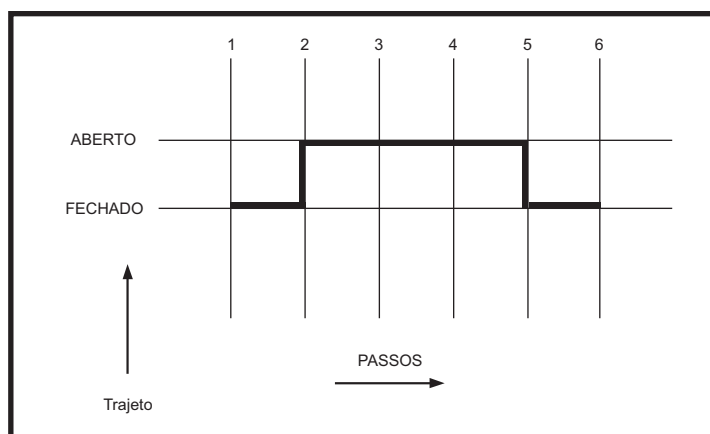 1 2 3 4 5 6
ABERTO
FECHADO
PASSOS
Trajeto